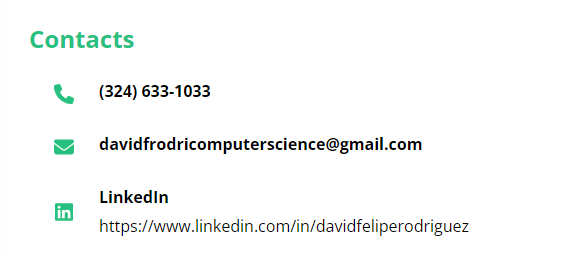 Contacts
(324) 633-1033
davidfrodricomputerscience@gmail.com
LinkedIn
https://www.linkedin.com/in/davidfeliperodriguez